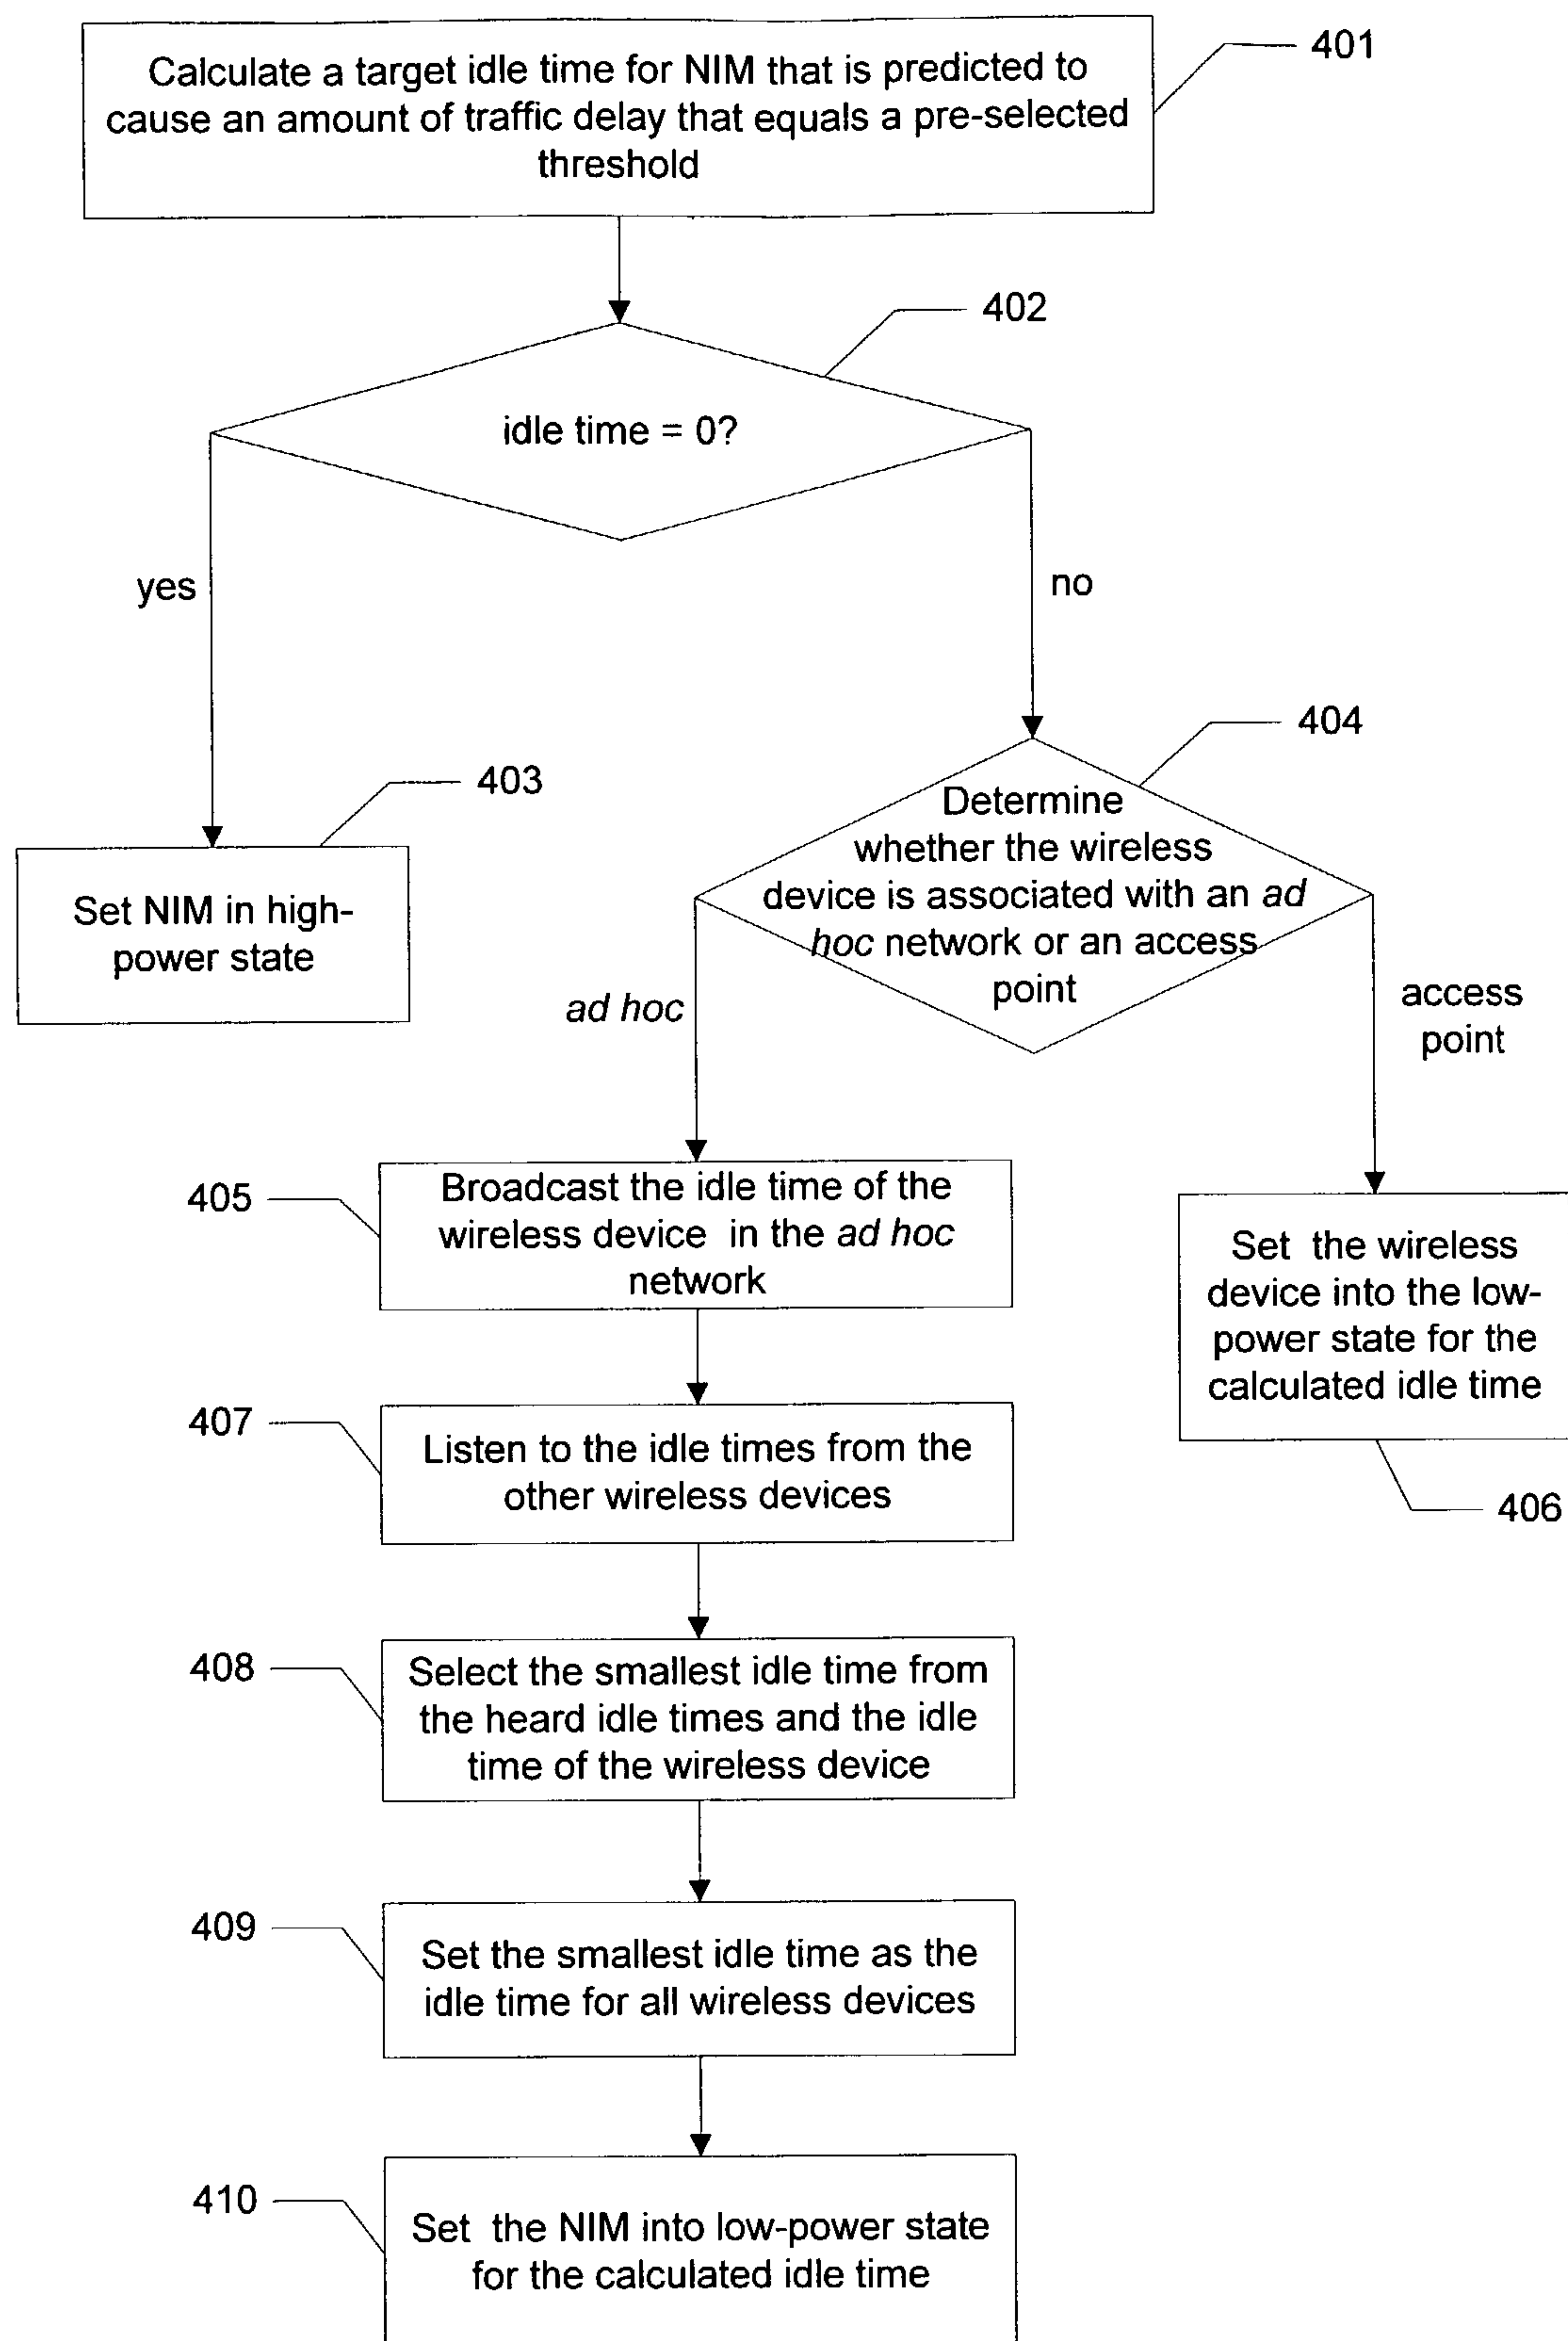 Calculate a target idle time for NIM that is predicted to
cause an amount of traffic delay that equals a pre-selected
threshold
401
402
idle time = 0?
yes
no
404
403
Determine
whether the wireless
device is associated with an ad
hoc network or an access
point
Set NIM in high-
power state
ad hoc
access
point
405
Broadcast the idle time of the
wireless device in the ad hoc
network
Set the wireless
device into the low-
power state for the
calculated idle time
406
407
Listen to the idle times from the
other wireless devices
408
Select the smallest idle time from
the heard idle times and the idle
time of the wireless device
409
Set the smallest idle time as the
idle time for all wireless devices
410
Set the NIM into low-power state
for the calculated idle time